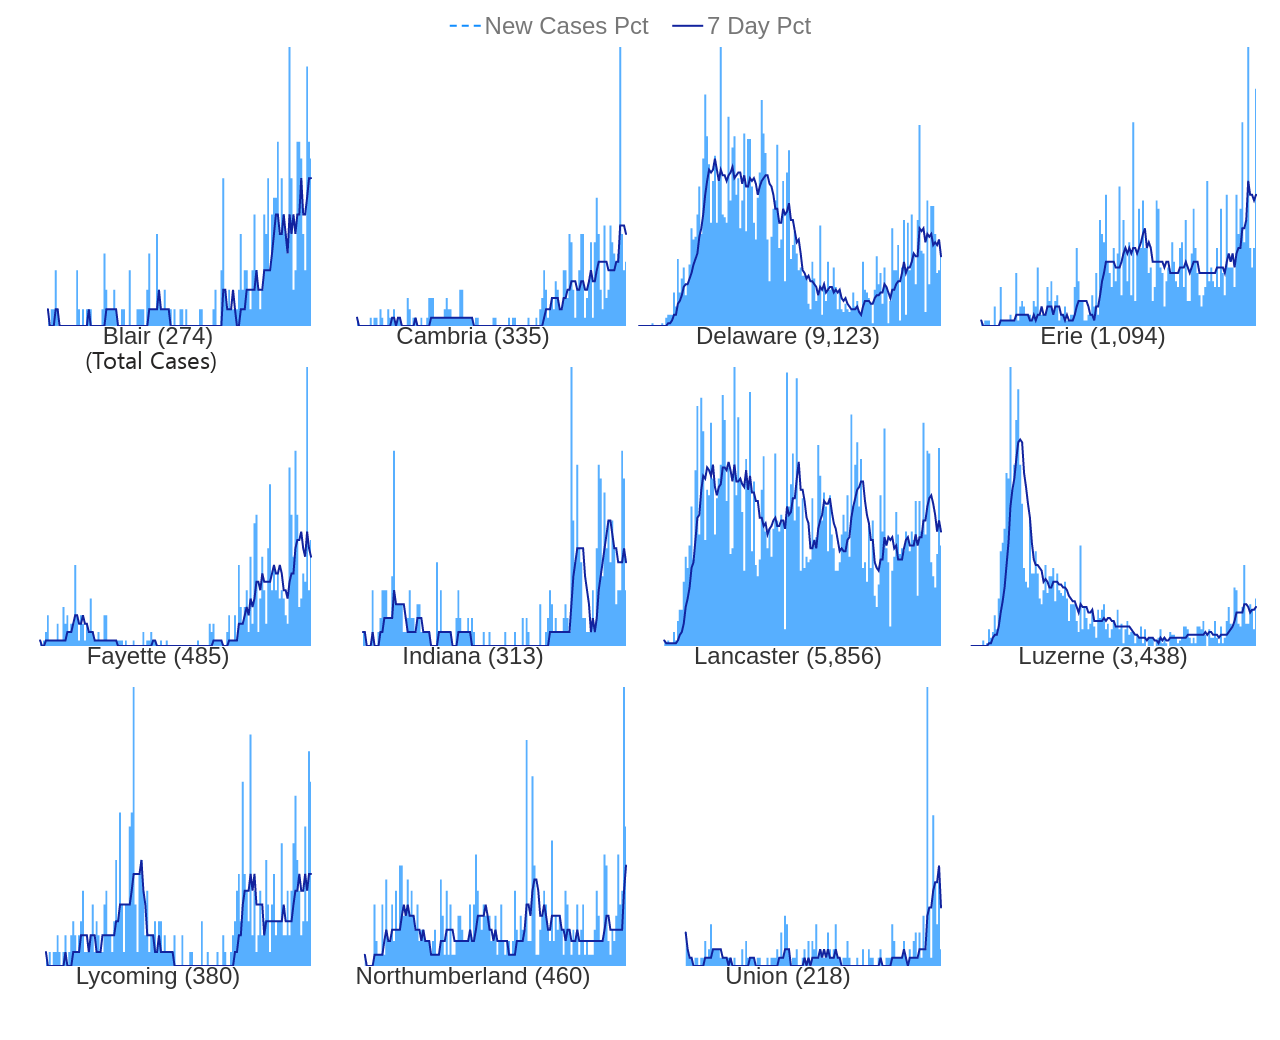 New Cases Pct 7 Day Pct
Blair (274) Cambria (335) Delaware (9,123) Erie (1,094)
(Total Cases)
Fayette (485) Indiana (313) Lancaster (5,856) Luzerne (3,438)
Lycoming (380) Northumberland (460) Union (218)